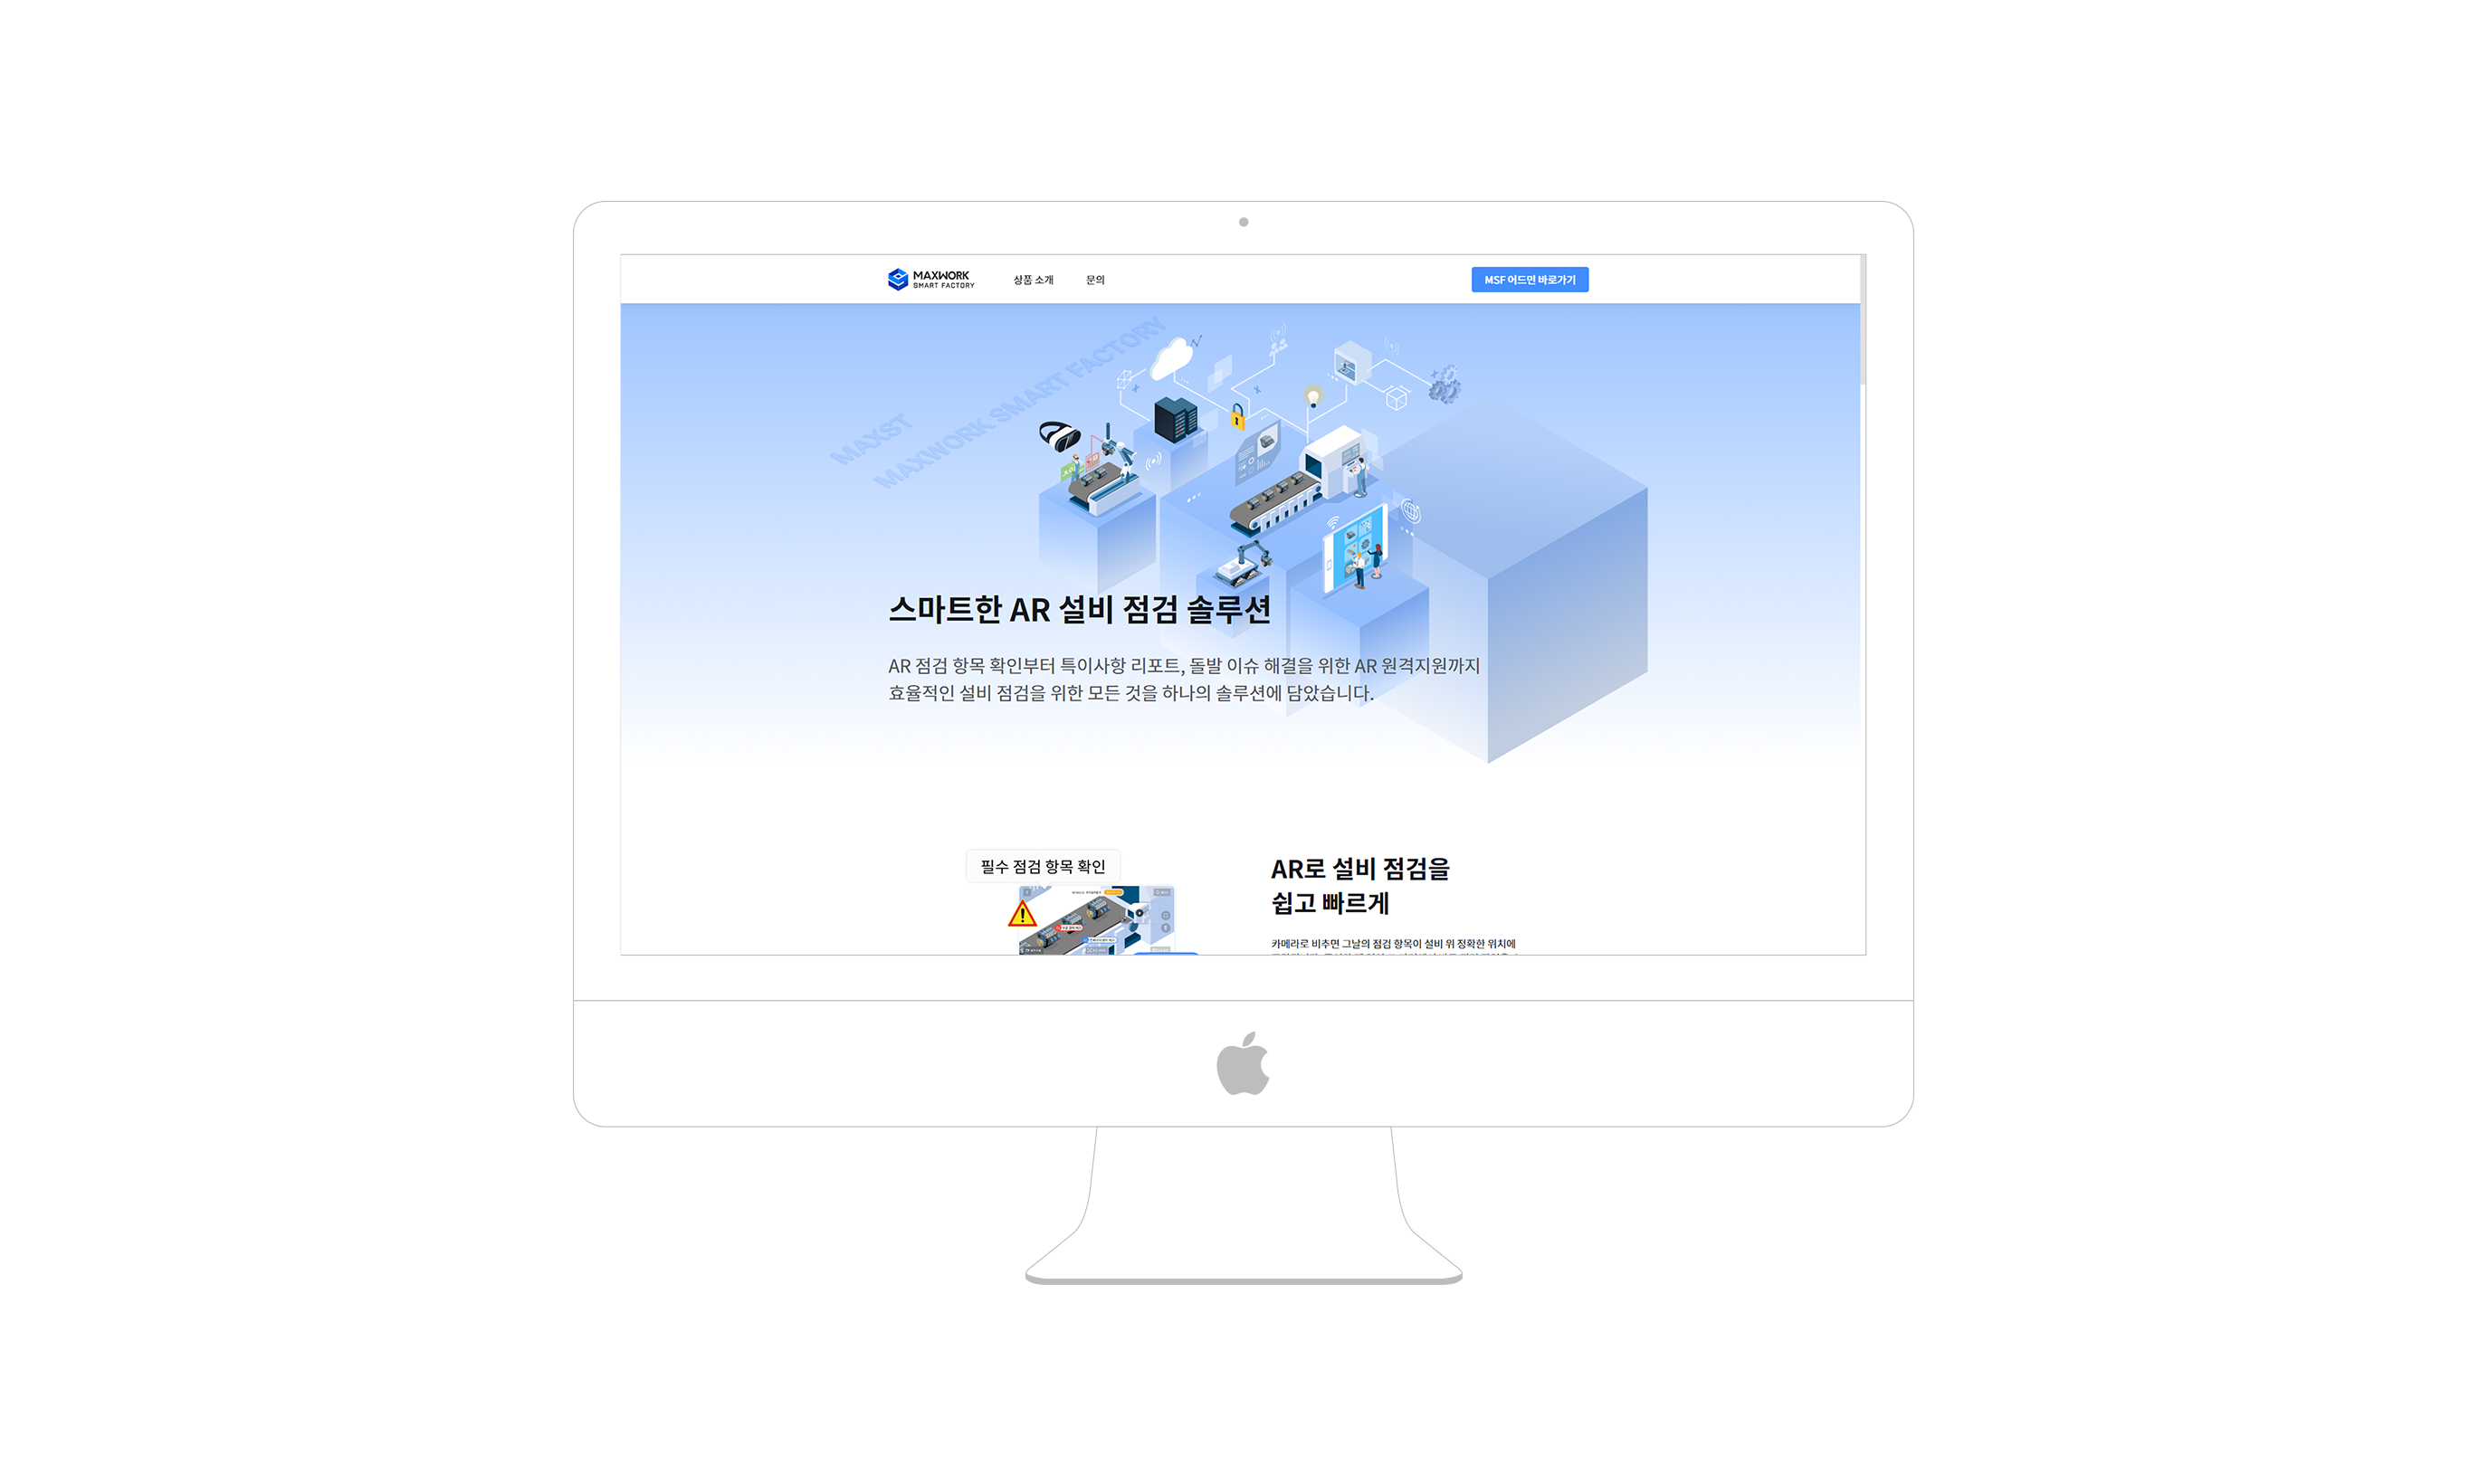 MAXWORK
SMART FACTORY
상품 소개
문의
MSF 어드민 바로가기
MAXST
MAXWORK SMART FACTORY
스마트한 AR 설비 점검 솔루션
AR 점검 항목 확인부터 특이사항 리포트, 돌발 이슈 해결을 위한 AR 원격지원까지
효율적인 설비 점검을 위한 모든 것을 하나의 솔루션에 담았습니다.
필수 점검 항목 확인
AR로 설비 점검을
쉽고 빠르게
카메라로 비추면 그날의 점검 항목이 설비 위 정확한 위치에